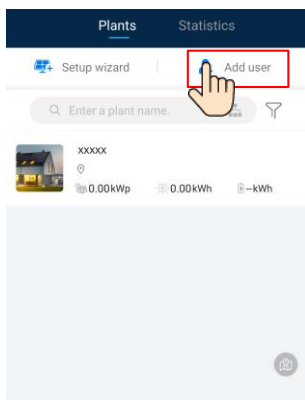 Plants Statistics
Setup wizard Add user
Enter a plant name.
xxxxx
0.00kWp 0.00kWh --kWh